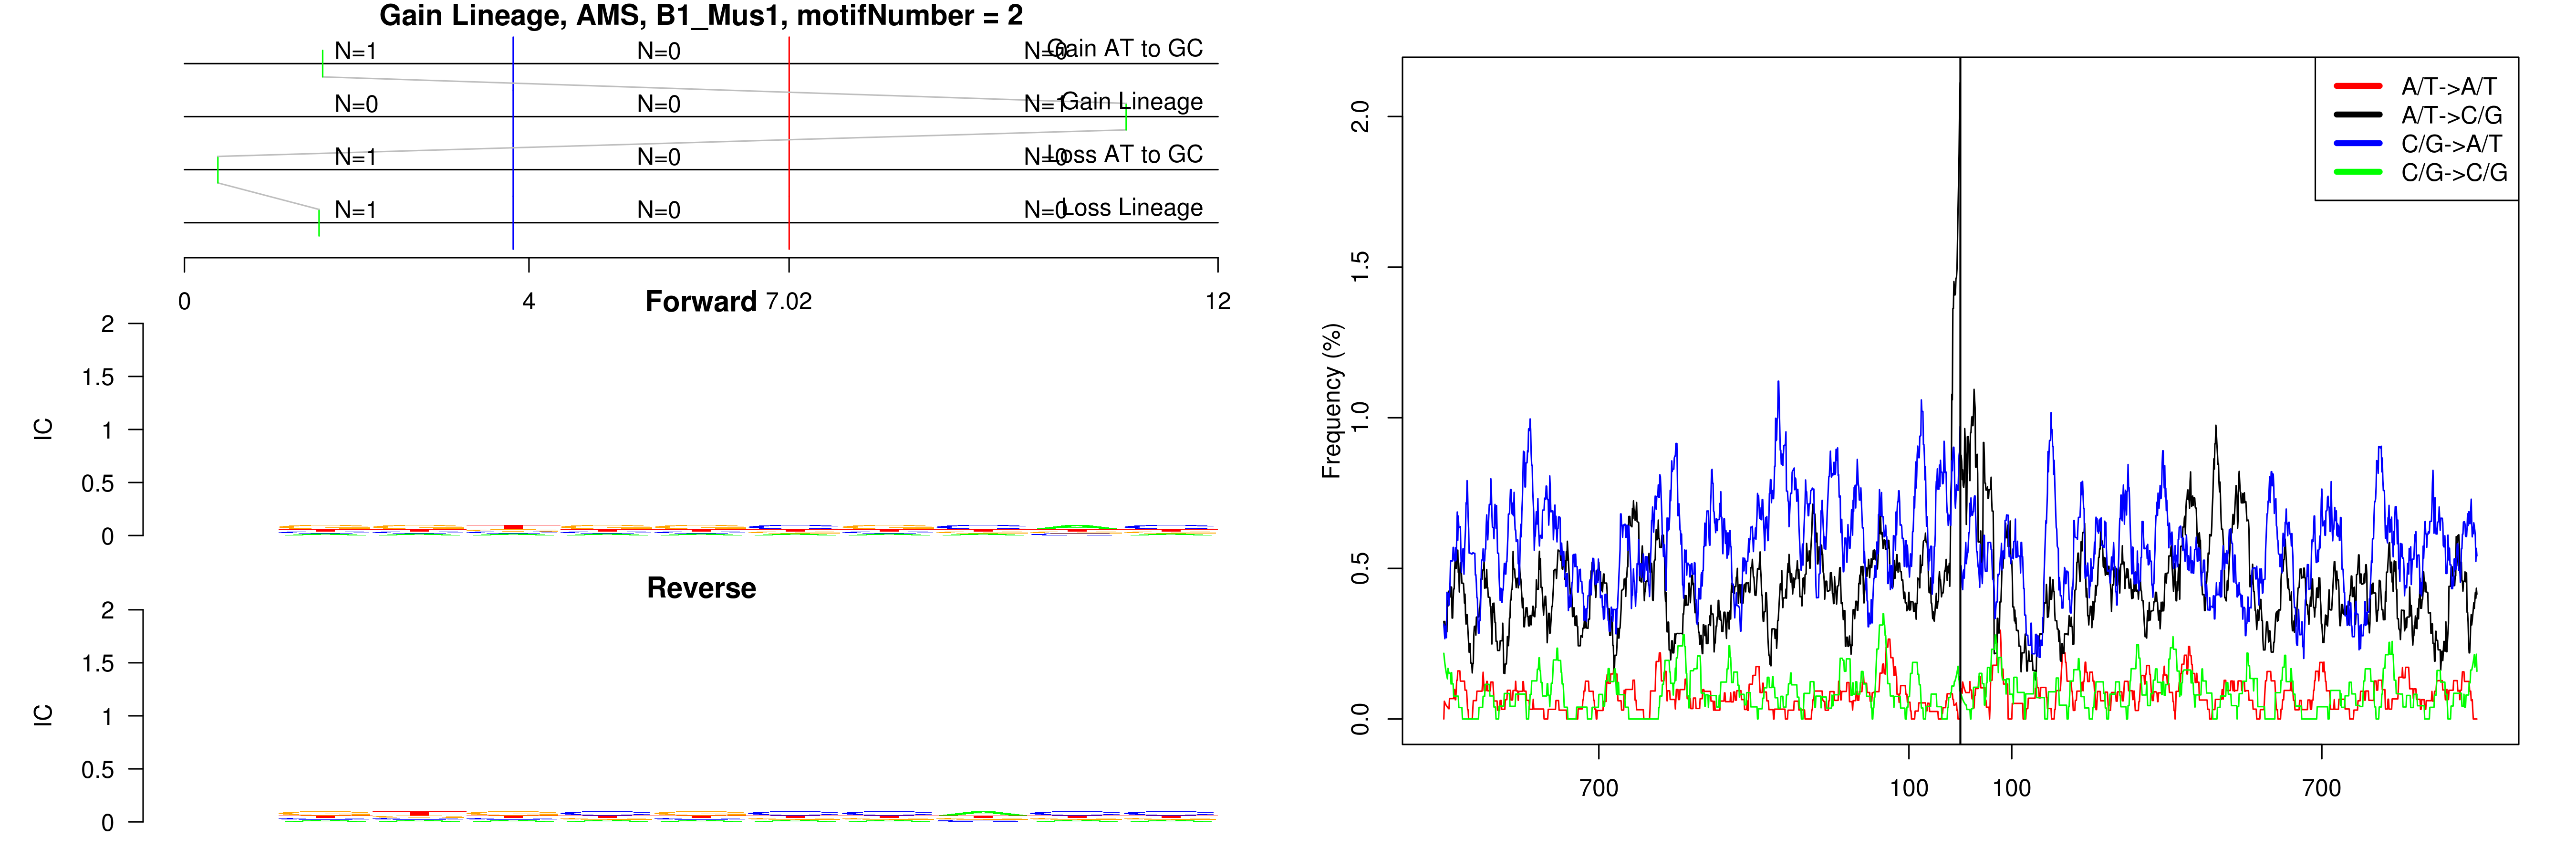 Gain Lineage, AMS, B1_Mus1, motifNumber = 2
N=1 N=0 N=0 Gain AT to GC
N=0 N=0 N=1 Gain Lineage
N=1 N=0 N=0 Loss AT to GC
N=1 N=0 N=0 Loss Lineage
0 4 7.02 12
Forward
2
1.5
1
0.5
0
IC
Reverse
2
1.5
1
0.5
0
IC
Frequency (%)
2.0
1.5
1.0
0.5
0.0
700 100 100 700
A/T->A/T
A/T->C/G
C/G->A/T
C/G->C/G